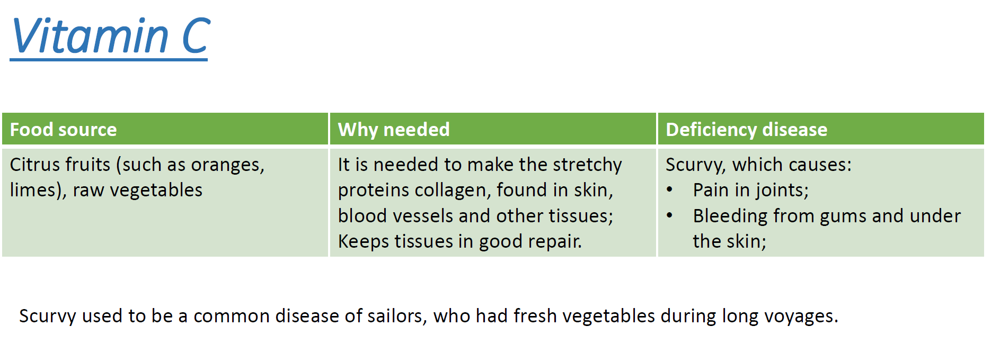 Vitamin C
Food source
Why needed
Deficiency disease
Citrus fruits (such as oranges,
limes), raw vegetables
It is needed to make the stretchy
proteins collagen, found in skin,
blood vessels and other tissues;
Keeps tissues in good repair.
Scurvy, which causes:
• Pain in joints;
• Bleeding from gums and under
the skin;
Scurvy used to be a common disease of sailors, who had fresh vegetables during long voyages.